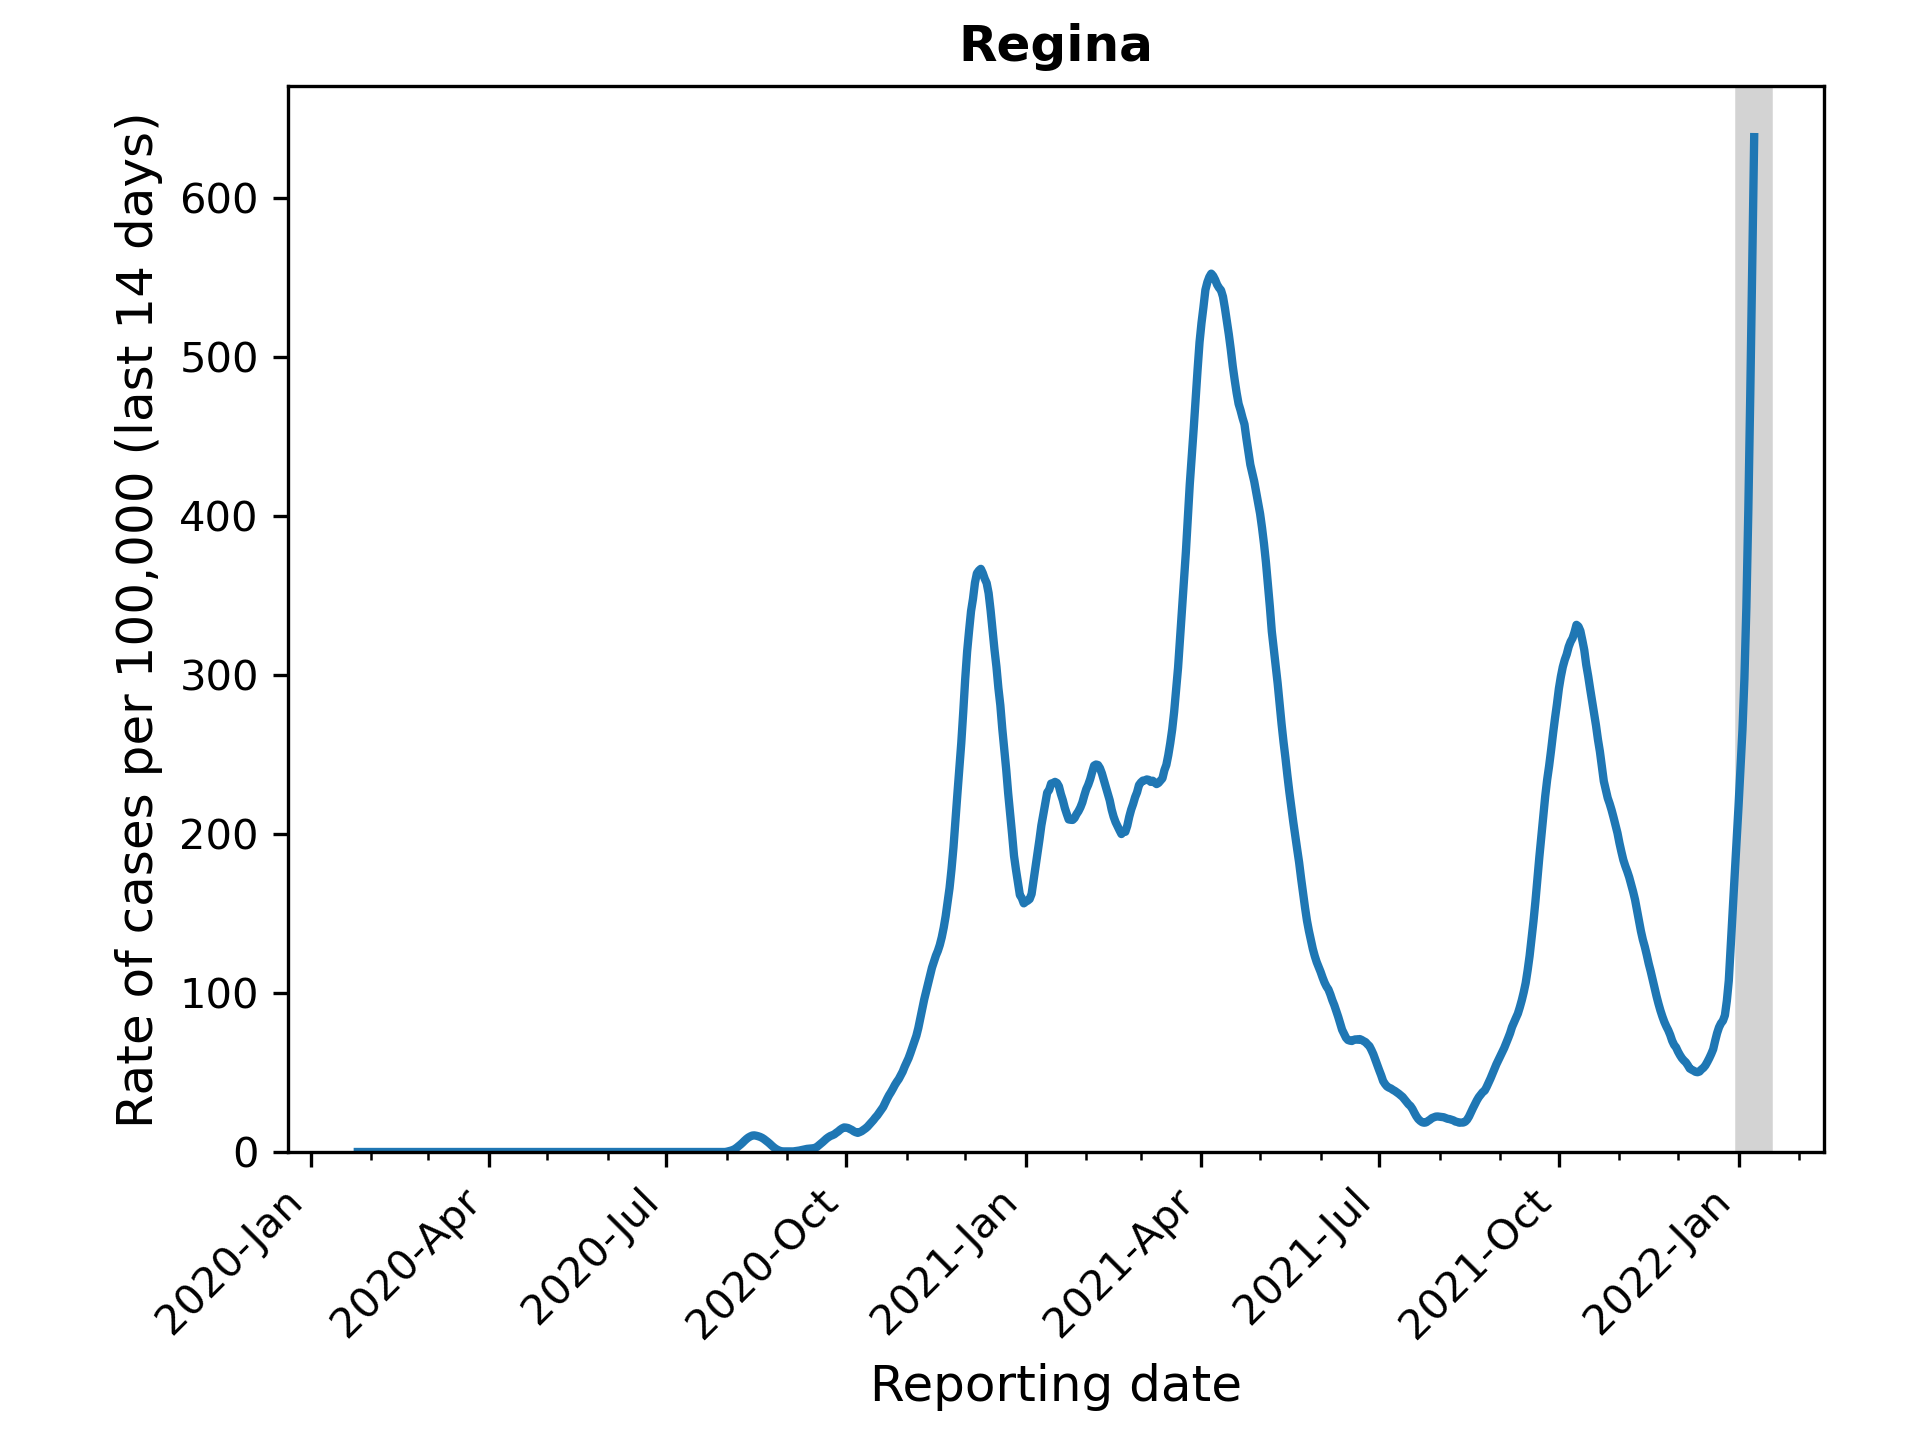 Regina
Rate of cases per 100,000 (last 14 days)
600
500
400
300
200
100
0
2020-Jan
2020-Apr
2020-Jul
2020-Oct
2021-Jan
2021-Apr
2021-Jul
2021-Oct
2022-Jan
Reporting date